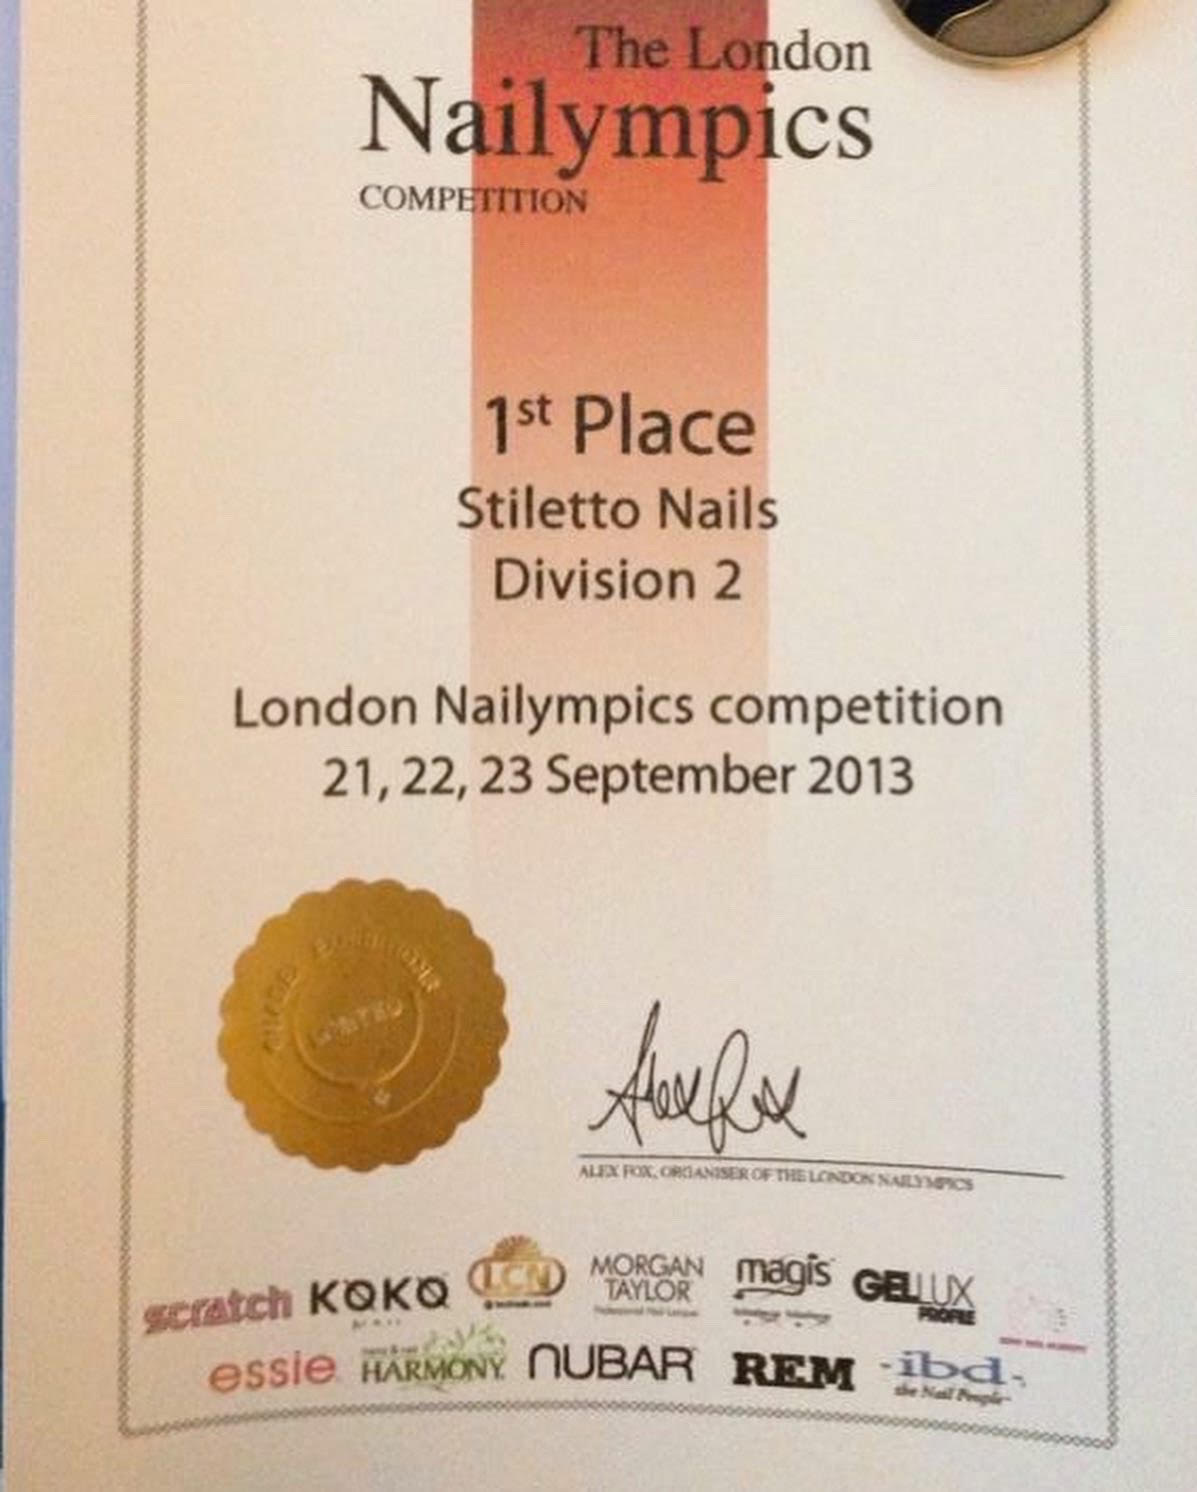 The London
Nailympics
COMPETITION
1st Place
Stiletto Nails
Division 2
London Nailympics competition
21, 22, 23 September 2013
LIMITED
Alex Fox
ALEX FOX, ORGANISER OF THE LONDON NAILYMPICS
scratch KOKO LCN MORGAN TAYLOR magis GELLUX PROFILE
essie HARMONY NUBAR REM ibd
the Nail People